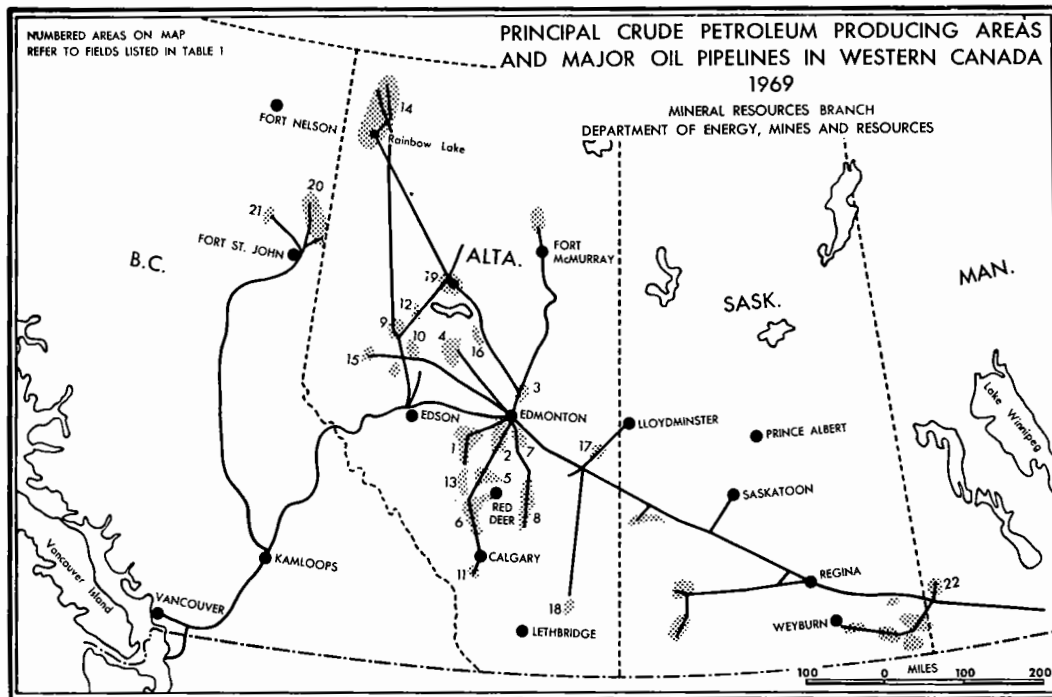 NUMBERED AREAS ON MAP
REFER TO FIELDS LISTED IN TABLE 1
PRINCIPAL CRUDE PETROLEUM PRODUCING AREAS
AND MAJOR OIL PIPELINES IN WESTERN CANADA
1969
MINERAL RESOURCES BRANCH
DEPARTMENT OF ENERGY, MINES AND RESOURCES
14
FORT NELSON
Rainbow Lake
20
21
FORT ST. JOHN
B.C.
ALTA.
FORT
McMURRAY
SASK.
MAN.
19
12
9
10
4
16
15
3
EDSON
EDMONTON
LLOYDMINSTER
PRINCE ALBERT
Lake Winnipeg
1
2
7
17
13
5
RED
DEER
SASKATOON
6
8
KAMLOOPS
CALGARY
11
REGINA
22
Vancouver Island
VANCOUVER
18
LETHBRIDGE
WEYBURN
MILES
100
0
100
200